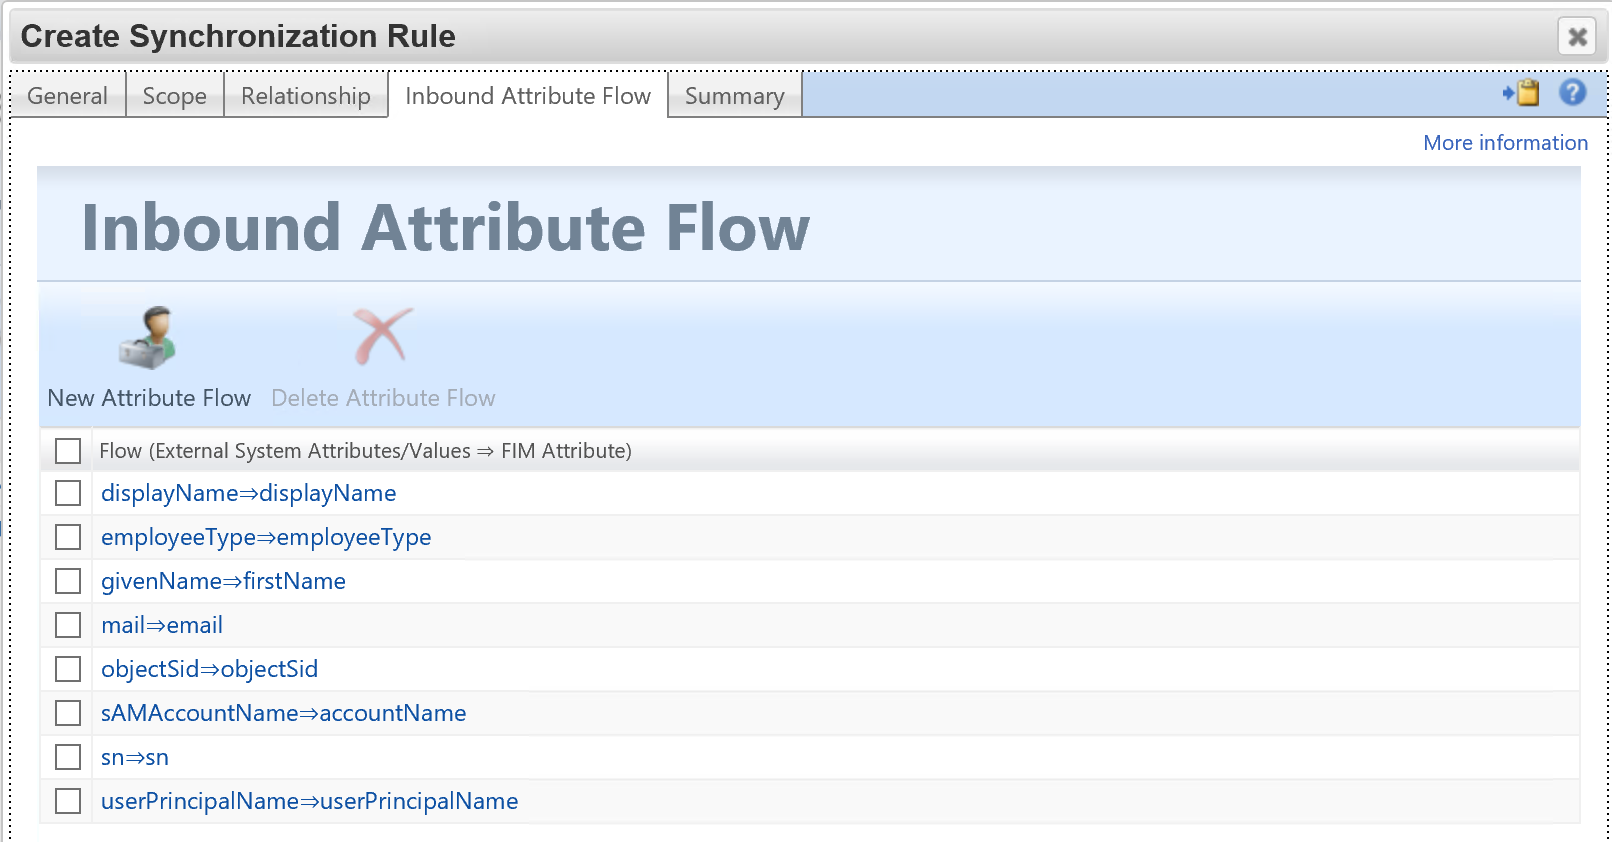 Create Synchronization Rule
General Scope Relationship Inbound Attribute Flow Summary
More information
Inbound Attribute Flow
New Attribute Flow Delete Attribute Flow
Flow (External System Attributes/Values ⇒ FIM Attribute)
displayName⇒displayName
employeeType⇒employeeType
givenName⇒firstName
mail⇒email
objectSid⇒objectSid
sAMAccountName⇒accountName
sn⇒sn
userPrincipalName⇒userPrincipalName